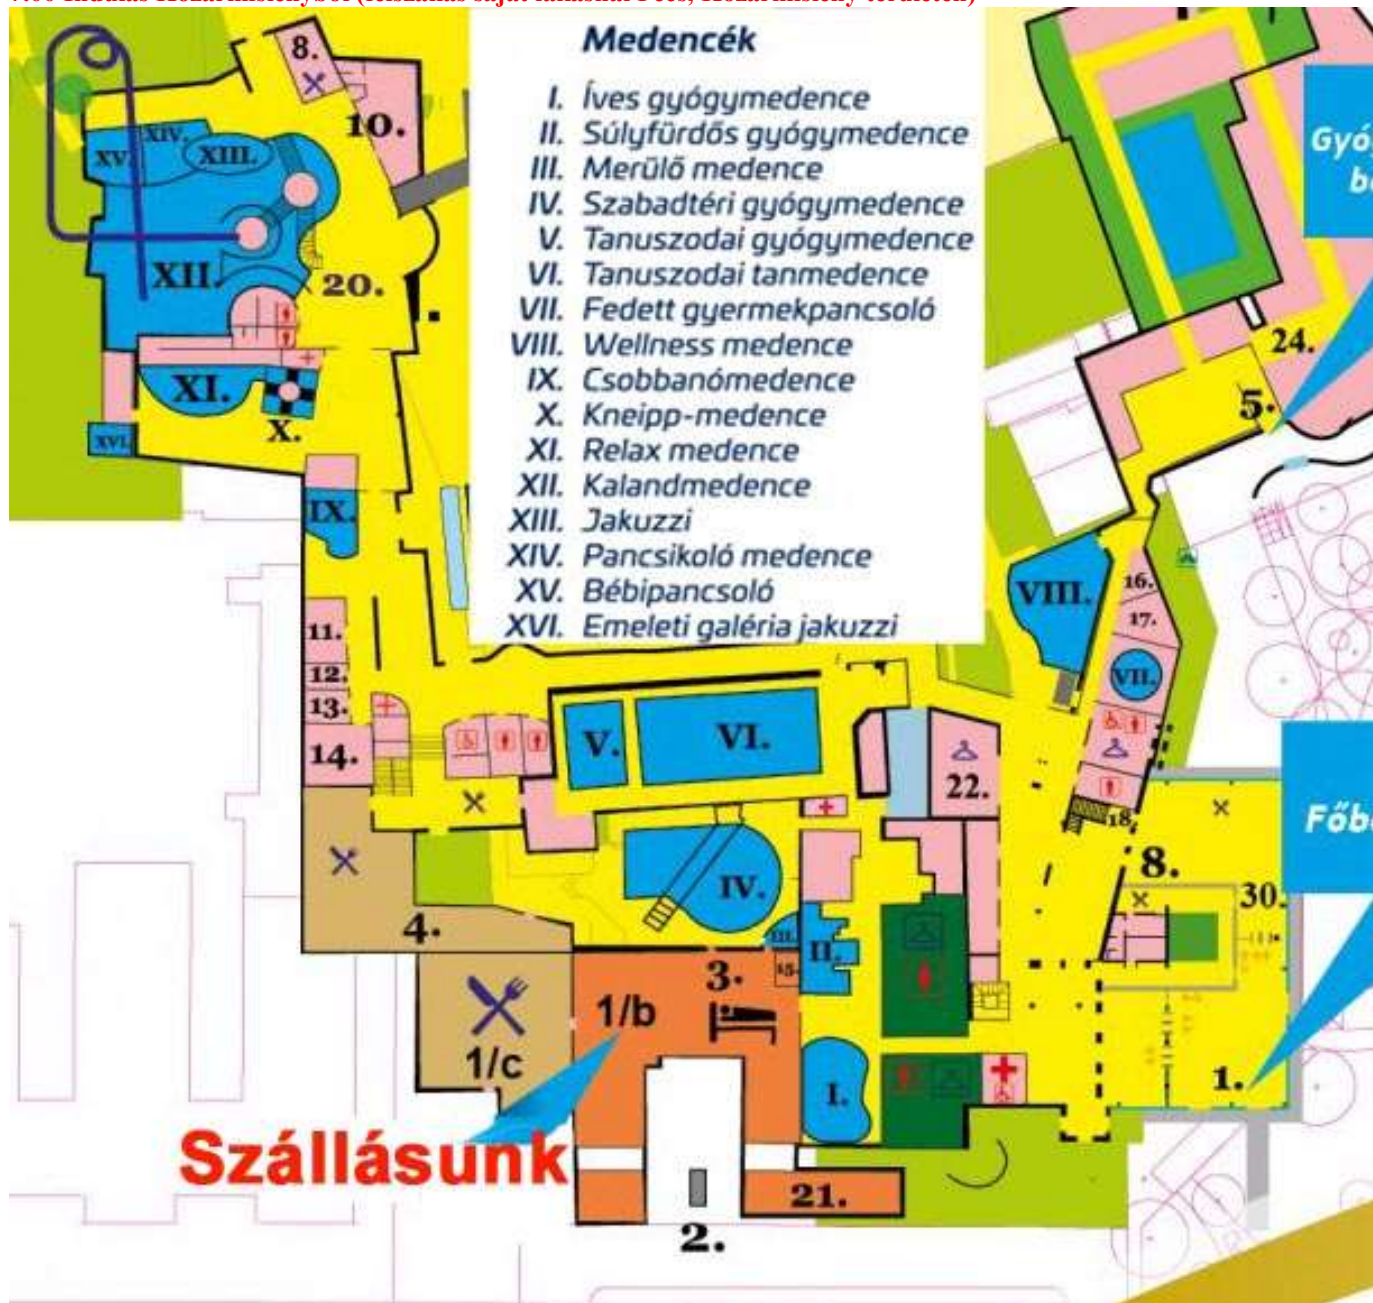 Medencék
I. Íves gyógymedence
II. Súlyfürdős gyógymedence
III. Merülő medence
IV. Szabadtéri gyógymedence
V. Tanuszodai gyógymedence
VI. Tanuszodai tanmedence
VII. Fedett gyermekpancsoló
VIII. Wellness medence
IX. Csobbanómedence
X. Kneipp-medence
XI. Relax medence
XII. Kalandmedence
XIII. Jakuzzi
XIV. Pancsikoló medence
XV. Bébipancsoló
XVI. Emeleti galéria jakuzzi
8.
10.
XIV.
XV.
XIII.
XII.
20.
XI.
X.
XVI.
IX.
24.
5.
VIII.
16.
17.
VII.
11.
12.
13.
14.
V.
VI.
22.
18.
8.
30.
IV.
III.
II.
4.
3.
15.
1/b
1/c
I.
1.
Szállásunk
21.
2.